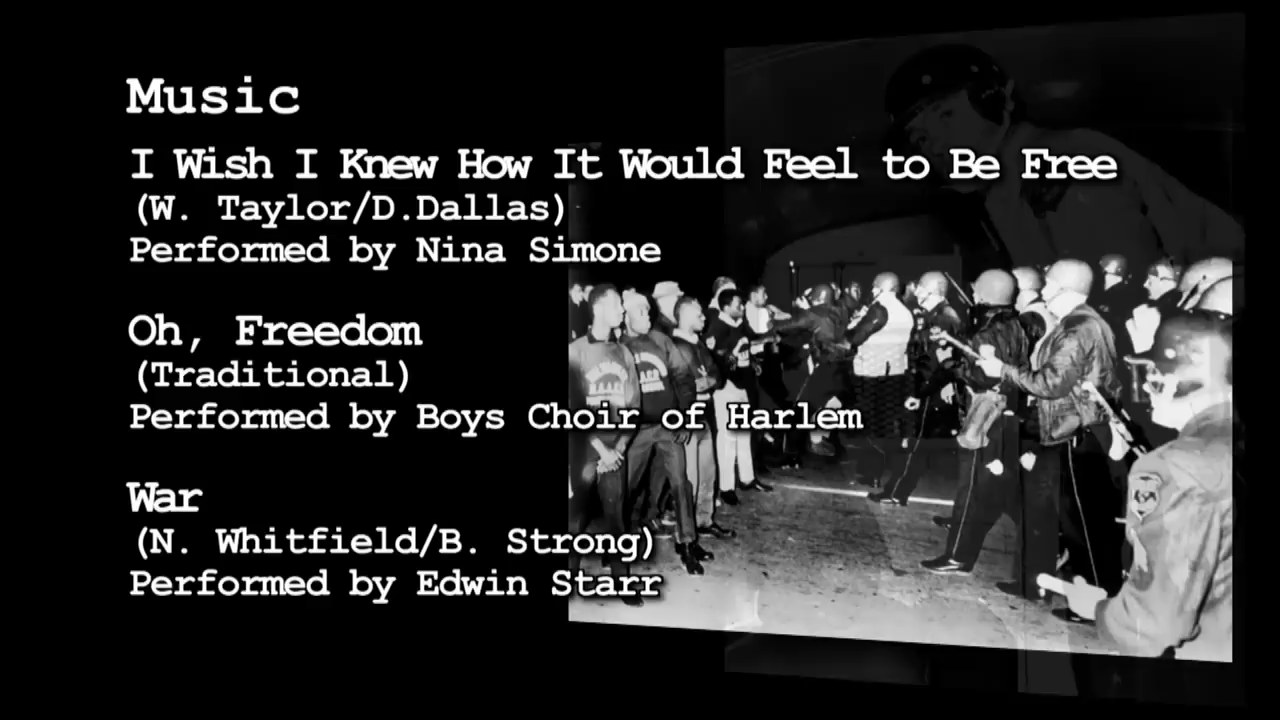 Music
I Wish I Knew How It Would Feel to Be Free
(W. Taylor/D.Dallas)
Performed by Nina Simone
Oh, Freedom
(Traditional)
Performed by Boys Choir of Harlem
War
(N. Whitfield/B. Strong)
Performed by Edwin Starr